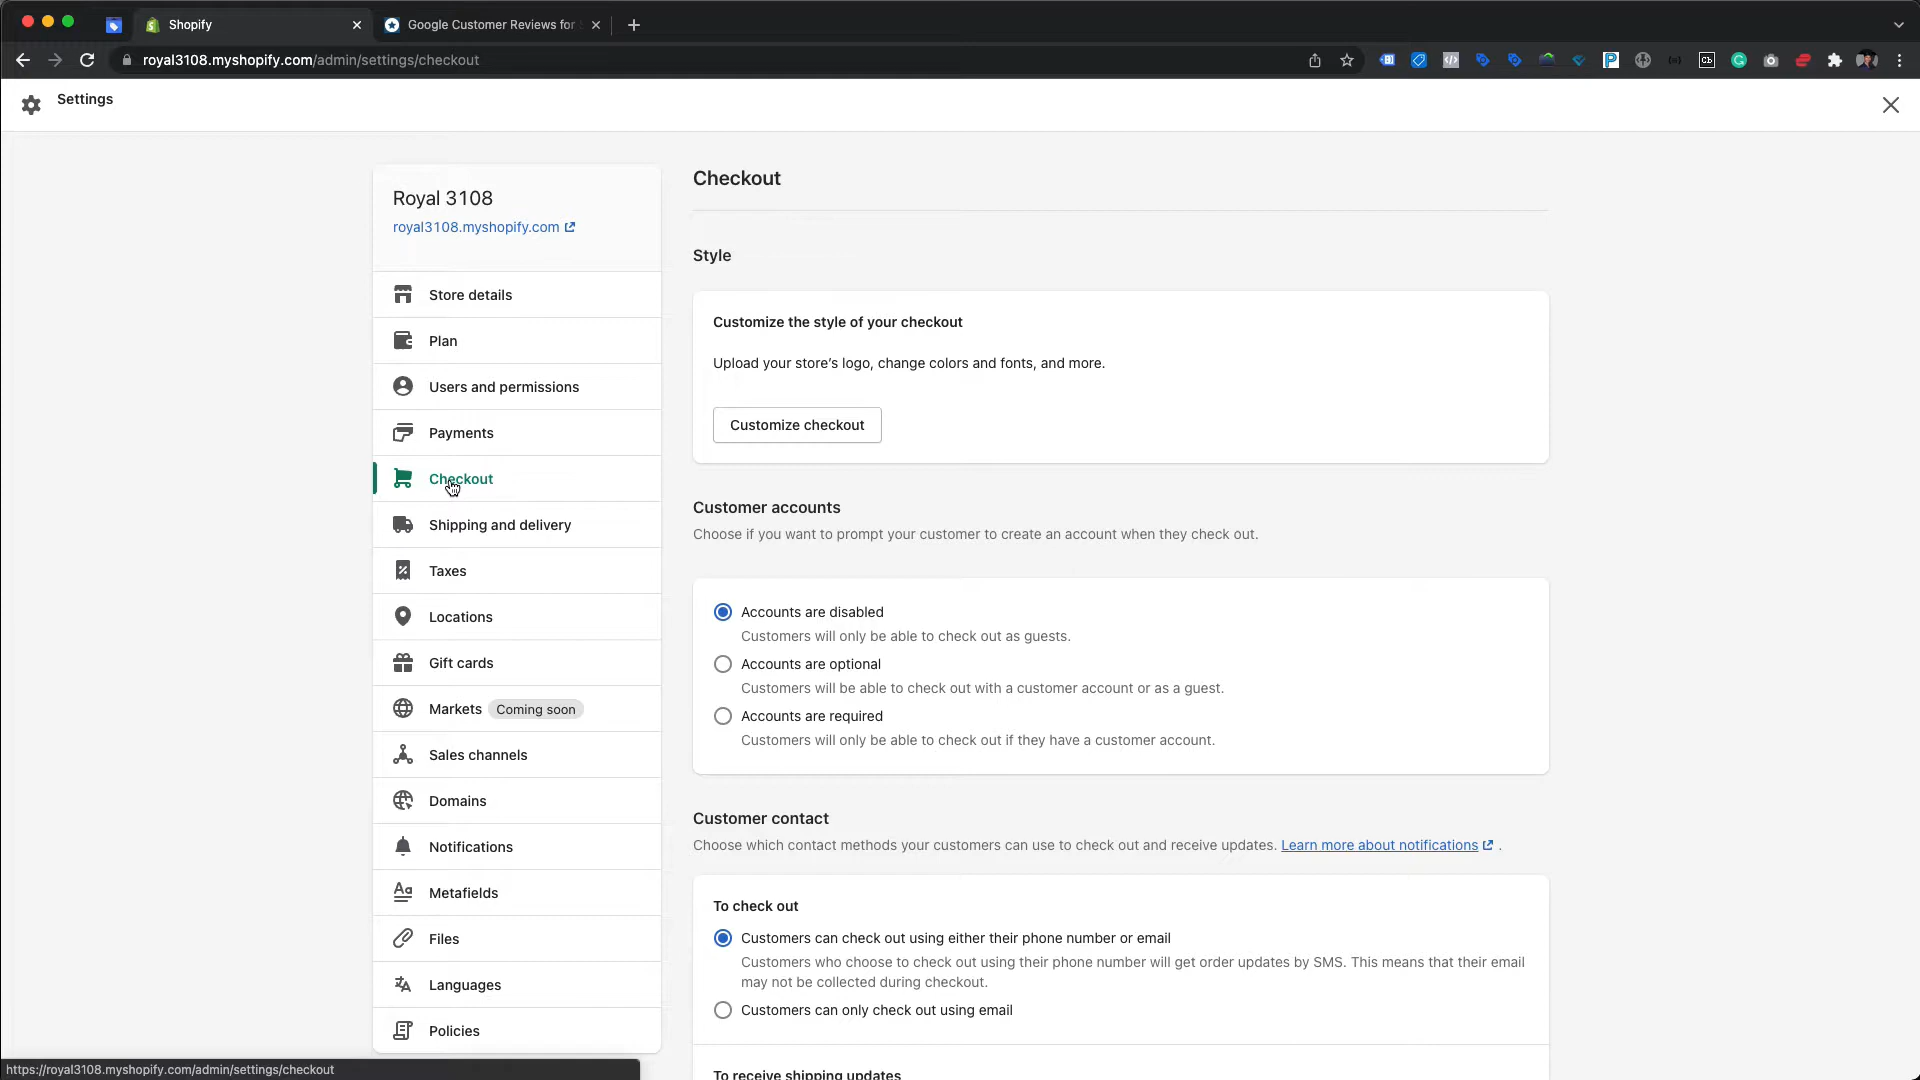 Shopify
Google Customer Reviews for
royal3108.myshopify.com/admin/settings/checkout
Settings
Royal 3108
royal3108.myshopify.com
Store details
Plan
Users and permissions
Payments
Checkout
Shipping and delivery
Taxes
Locations
Gift cards
Markets Coming soon
Sales channels
Domains
Notifications
Metafields
Files
Languages
Policies
Checkout
Style
Customize the style of your checkout
Upload your store's logo, change colors and fonts, and more.
Customize checkout
Customer accounts
Choose if you want to prompt your customer to create an account when they check out.
Accounts are disabled
Customers will only be able to check out as guests.
Accounts are optional
Customers will be able to check out with a customer account or as a guest.
Accounts are required
Customers will only be able to check out if they have a customer account.
Customer contact
Choose which contact methods your customers can use to check out and receive updates. Learn more about notifications .
To check out
Customers can check out using either their phone number or email
Customers who choose to check out using their phone number will get order updates by SMS. This means that their email
may not be collected during checkout.
Customers can only check out using email
To receive shipping updates
https://royal3108.myshopify.com/admin/settings/checkout